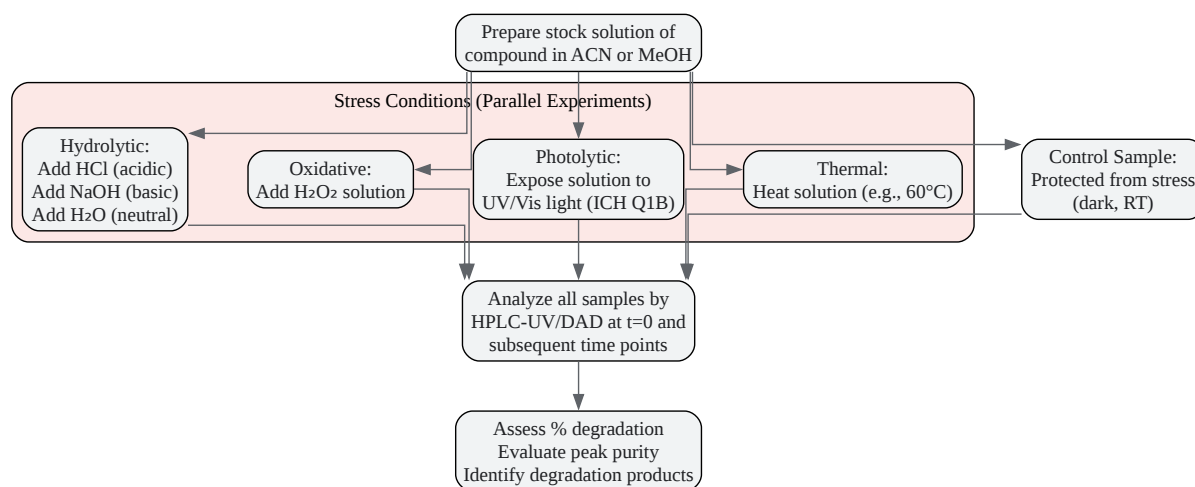 Prepare stock solution of
compound in ACN or MeOH
Stress Conditions (Parallel Experiments)
Hydrolytic:
Add HCl (acidic)
Add NaOH (basic)
Add H₂O (neutral)
Oxidative:
Add H₂O₂ solution
Photolytic:
Expose solution to
UV/Vis light (ICH Q1B)
Thermal:
Heat solution (e.g., 60°C)
Control Sample:
Protected from stress
(dark, RT)
Analyze all samples by
HPLC-UV/DAD at t=0 and
subsequent time points
Assess % degradation
Evaluate peak purity
Identify degradation products